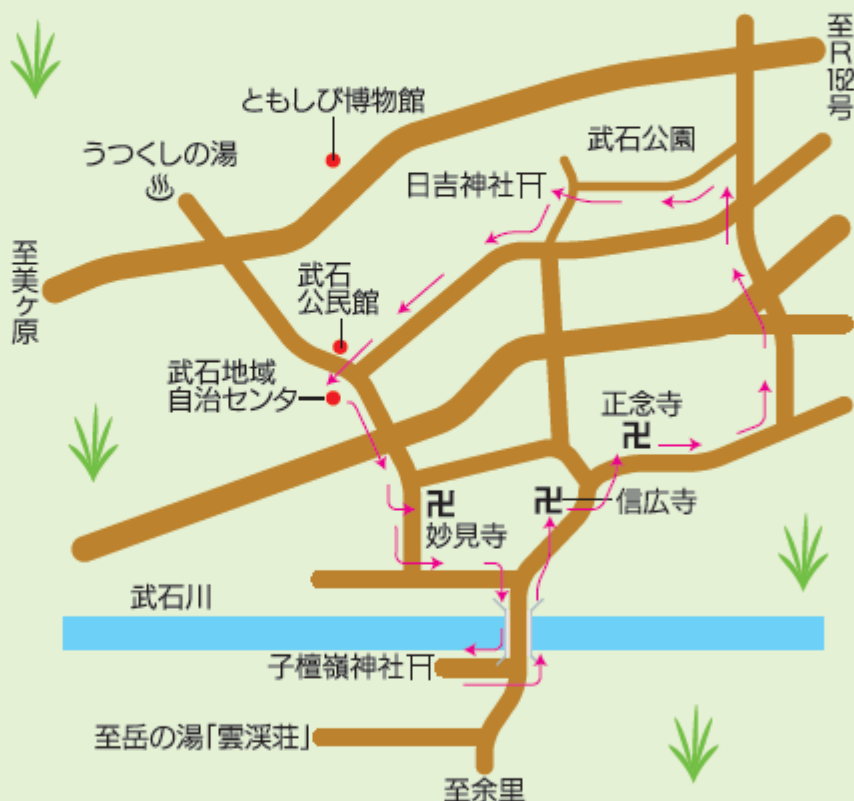 至R152号
ともしび博物館
武石公園
うつくしの湯
日吉神社
至美ヶ原
武石
公民館
武石地域
自治センター
正念寺
信広寺
妙見寺
武石川
子檀嶺神社
至岳の湯「雲渓荘」
至余里